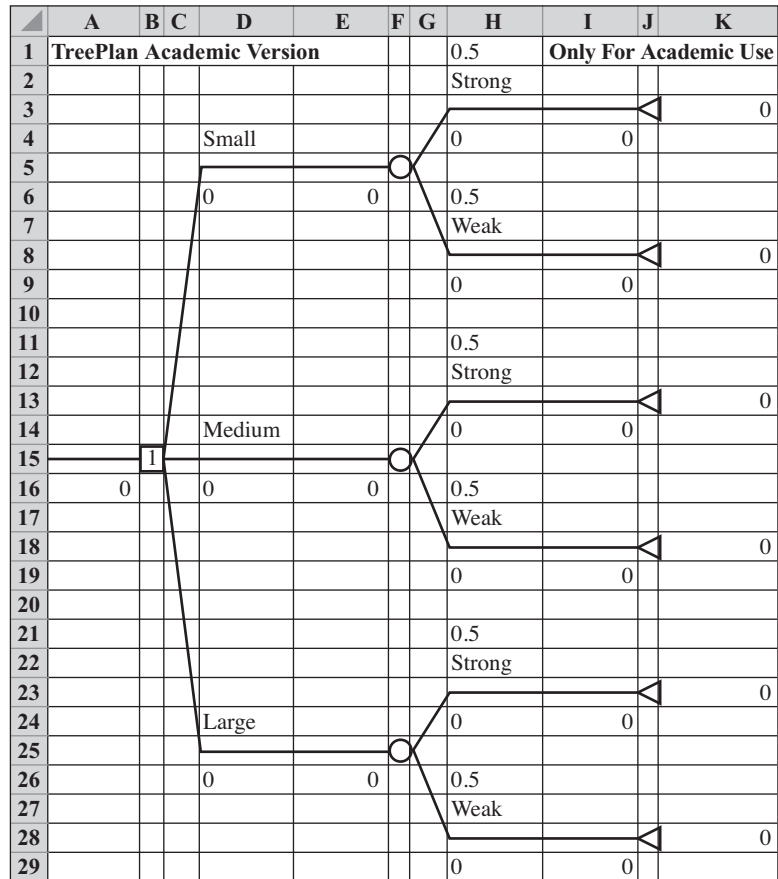 A B C D E F G H I J K
1 TreePlan Academic Version 0.5 Only For Academic Use
2 Strong
3 0
4 Small 0 0
5
6 0 0 0.5
7 Weak
8 0
9 0 0
10
11 0.5
12 Strong
13 0
14 Medium 0 0
15 1
16 0 0 0 0.5
17 Weak
18 0
19 0 0
20
21 0.5
22 Strong
23 0
24 Large 0 0
25
26 0 0 0.5
27 Weak
28 0
29 0 0